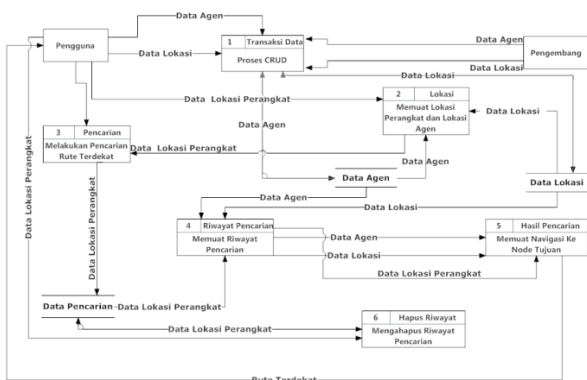 Data Agen
Pengguna
Data Lokasi
1 Transaksi Data
Proses CRUD
Data Agen
Data Lokasi
Pengembang
Data Lokasi Perangkat
2 Lokasi
Memuat Lokasi
Perangkat dan Lokasi
Agen
Data Lokasi
Data Agen
3 Pencarian
Melakukan Pencarian
Rute Terdekat
Data Lokasi Perangkat
Data Agen
Data Agen
Data Lokasi
Data Lokasi Perangkat
Data Lokasi Perangkat
Data Agen
Data Lokasi
4 Riwayat Pencarian
Memuat Riwayat
Pencarian
Data Agen
Data Lokasi
Data Lokasi Perangkat
5 Hasil Pencarian
Memuat Navigasi Ke
Node Tujuan
Data Pencarian
Data Lokasi Perangkat
Data Lokasi Perangkat
6 Hapus Riwayat
Mengahapus Riwayat
Pencarian
Rute Terdekat